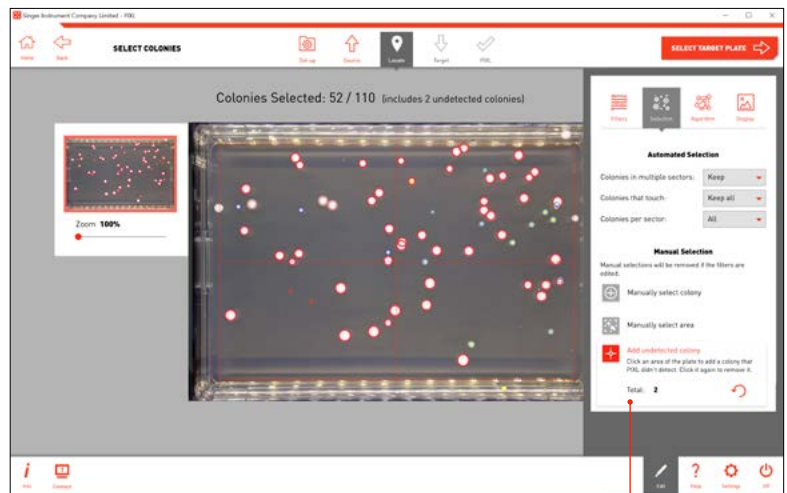 Singer Instrument Company Limited - PIXL
Home
Back
SELECT COLONIES
Set up
Source
Locate
Target
PIXL
SELECT TARGET PLATE
Colonies Selected: 52 / 110 (includes 2 undetected colonies)
Zoom 100%
Filters
Selection
Algorithm
Display
Automated Selection
Colonies in multiple sectors: Keep
Colonies that touch: Keep all
Colonies per sector: All
Manual Selection
Manual selections will be removed if the filters are
edited.
Manually select colony
Manually select area
Add undetected colony
Click an area of the plate to add a colony that
PIXL didn't detect. Click it again to remove it.
Total: 2
i
Info
Connect
Edit
?
Help
Settings
Off